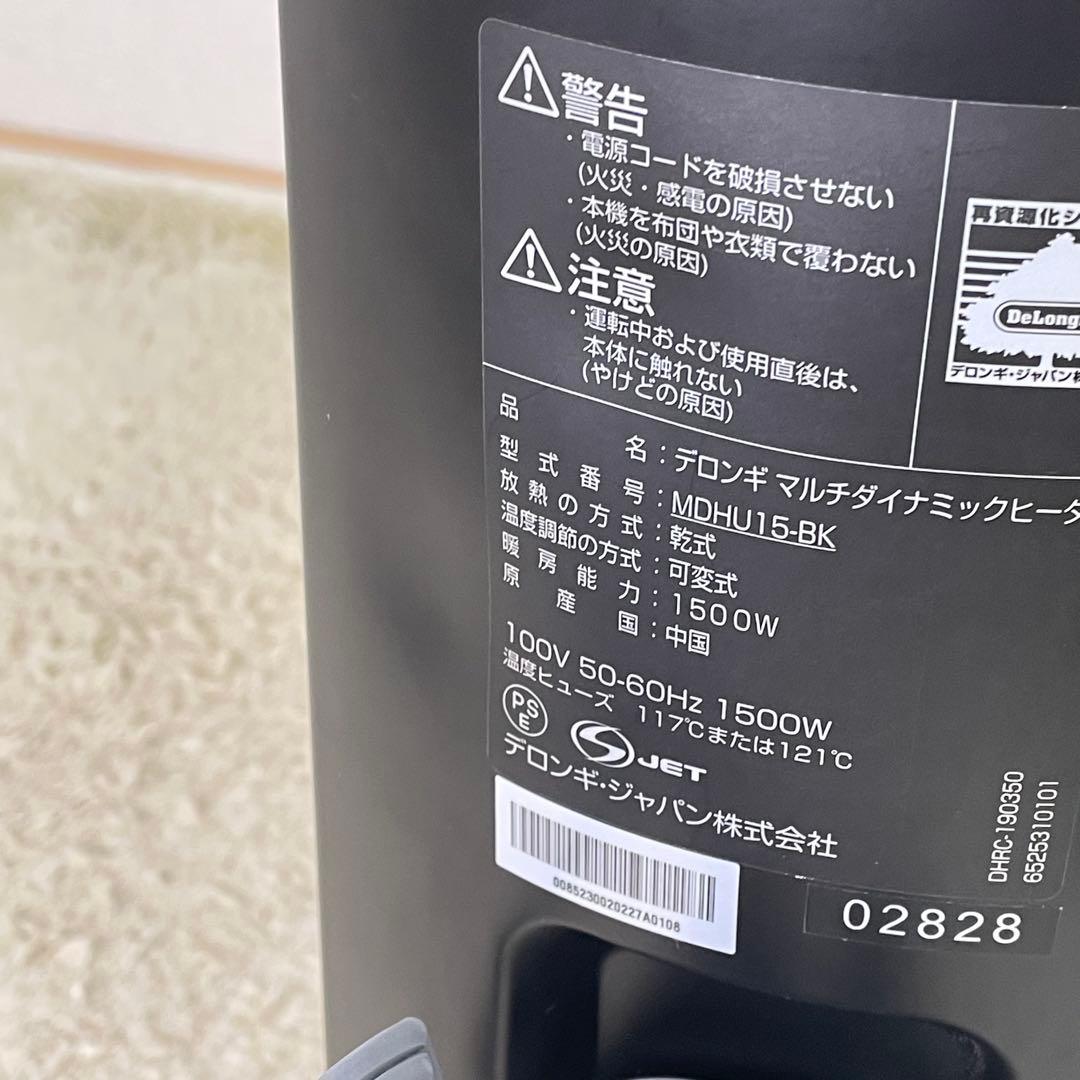 警告
・電源コードを破損させない
(火災・感電の原因)
・本機を布団や衣類で覆わない
(火災の原因)
注意
・運転中および使用直後は、
本体に触れない
(やけどの原因)
再資源化シ
DeLong
デロンギ・ジャパン株
品名：デロンギ マルチダイナミックヒータ
型式番号：MDHU15-BK
放熱の方式：乾式
温度調節の方式：可変式
暖房能力：1500W
原産国：中国
100V 50-60Hz 1500W
温度ヒューズ 117℃または121℃
PSE
S JET
デロンギ・ジャパン株式会社
DHRC-190350
6525310101
0085230020227A0108
02828